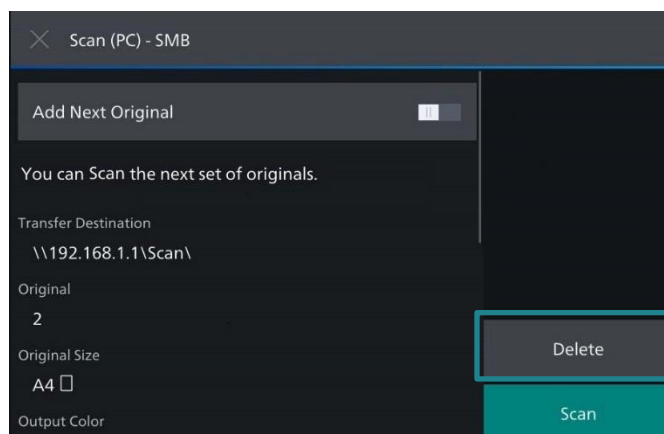 Scan (PC) - SMB
Add Next Original
You can Scan the next set of originals.
Transfer Destination
\\192.168.1.1\Scan\
Original
2
Original Size
A4
Output Color
Delete
Scan